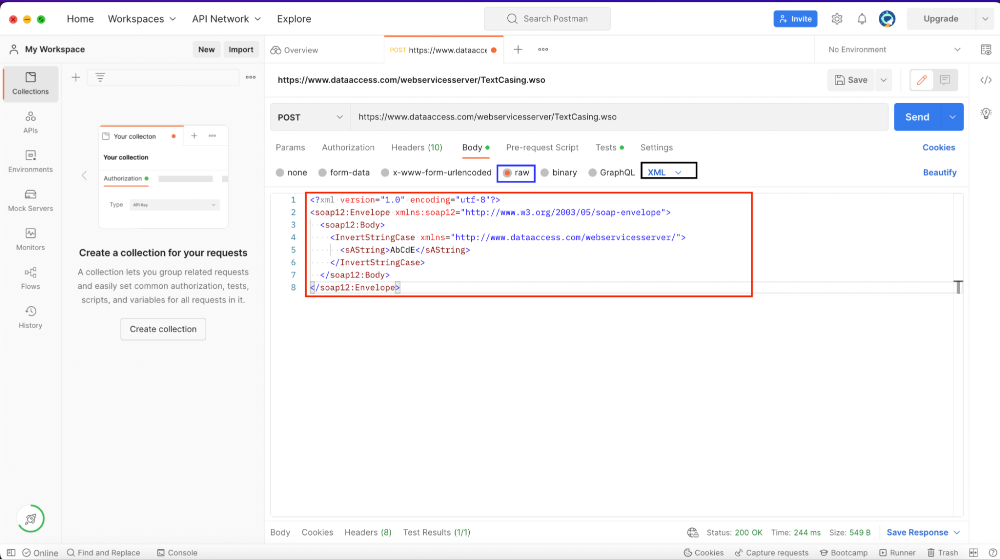 Home Workspaces API Network Explore Search Postman Invite Upgrade
My Workspace New Import
Overview POST https://www.dataacce No Environment
Collections
APIs
Environments
Mock Servers
Monitors
Flows
History
Your collecton
Your collection
Authorization
Type API Key
Create a collection for your requests
A collection lets you group related requests
and easily set common authorization, tests,
scripts, and variables for all requests in it.
Create collection
https://www.dataaccess.com/webservicesserver/TextCasing.wso Save
POST https://www.dataaccess.com/webservicesserver/TextCasing.wso Send
Params Authorization Headers (10) Body Pre-request Script Tests Settings Cookies
none form-data x-www-form-urlencoded raw binary GraphQL XML Beautify
1 <?xml version="1.0" encoding="utf-8"?>
2 <soap12:Envelope xmlns:soap12="http://www.w3.org/2003/05/soap-envelope">
3 <soap12:Body>
4 <InvertStringCase xmlns="http://www.dataaccess.com/webservicesserver/">
5 <sAString>AbCdE</sAString>
6 </InvertStringCase>
7 </soap12:Body>
8 </soap12:Envelope>
Body Cookies Headers (8) Test Results (1/1) Status: 200 OK Time: 244 ms Size: 549 B Save Response
Online Find and Replace Console Cookies Capture requests Bootcamp Runner Trash